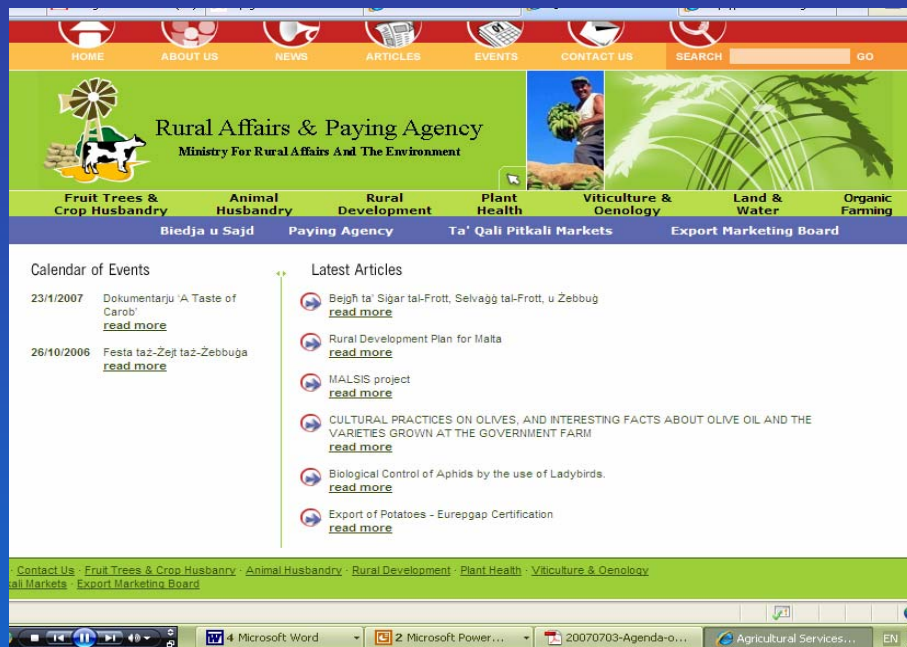 HOME ABOUT US NEWS ARTICLES EVENTS CONTACT US SEARCH GO
Rural Affairs & Paying Agency
Ministry For Rural Affairs And The Environment
Fruit Trees & Crop Husbandry Animal Husbandry Rural Development Plant Health Viticulture & Oenology Land & Water Organic Farming
Biedja u Sajd Paying Agency Ta' Qali Pitkali Markets Export Marketing Board
Calendar of Events
23/1/2007 Dokumentarju 'A Taste of
Carob'
read more
26/10/2006 Festa taż-Żejt taż-Żebbuġa
read more
Latest Articles
Bejgħ ta' Siġar tal-Frott, Selvaġġ tal-Frott, u Żebbuġ
read more
Rural Development Plan for Malta
read more
MALSIS project
read more
CULTURAL PRACTICES ON OLIVES, AND INTERESTING FACTS ABOUT OLIVE OIL AND THE
VARIETIES GROWN AT THE GOVERNMENT FARM
read more
Biological Control of Aphids by the use of Ladybirds.
read more
Export of Potatoes - Eurepgap Certification
read more
· Contact Us · Fruit Trees & Crop Husbanry · Animal Husbandry · Rural Development · Plant Health · Viticulture & Oenology
Markets · Export Marketing Board
4 Microsoft Word 2 Microsoft Power... 20070703-Agenda-o... Agricultural Services... EN